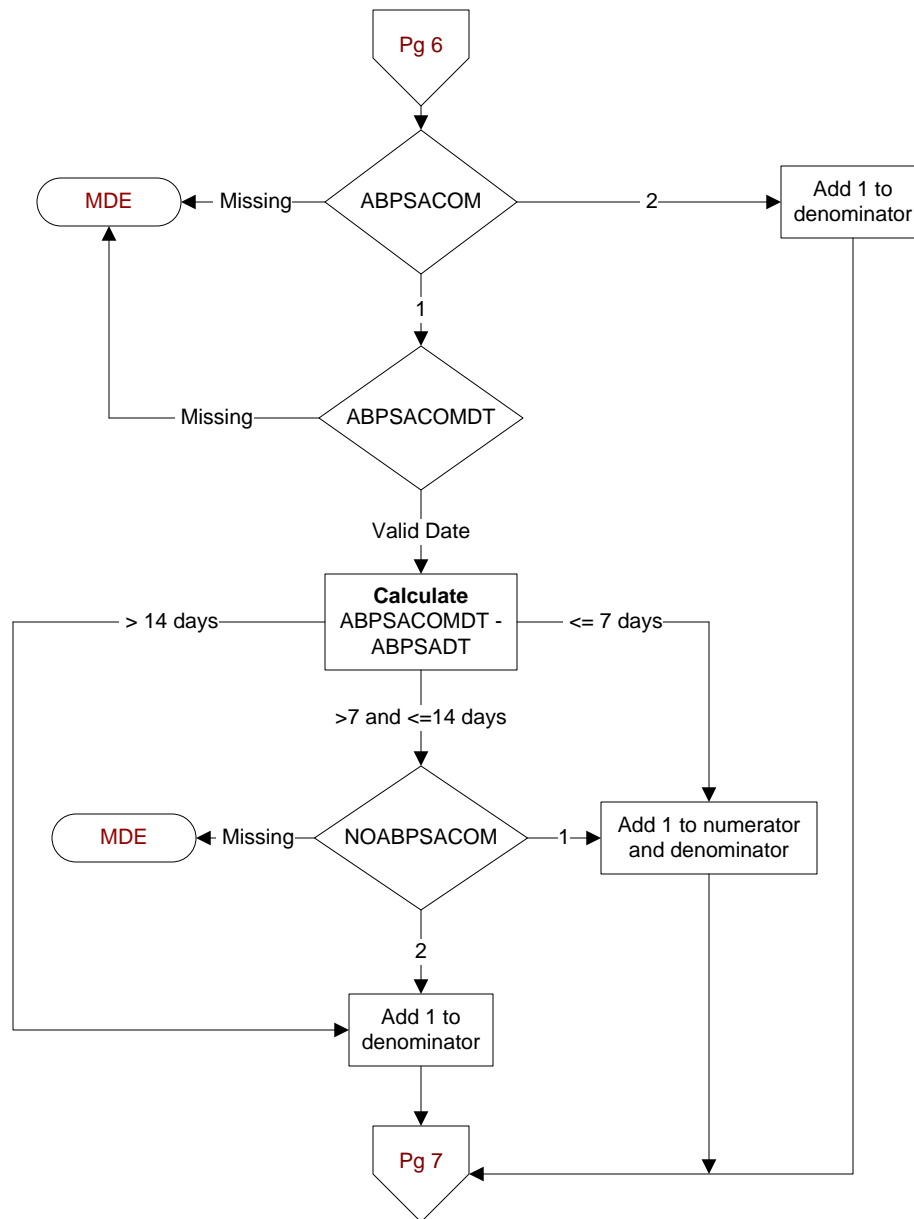 Pg 6
MDE
Missing
ABPSACOM
2
Add 1 to
denominator
1
Missing
ABPSACOMDT
Valid Date
> 14 days
Calculate
ABPSACOMDT -
ABPSADT
<= 7 days
>7 and <=14 days
MDE
Missing
NOABPSACOM
1
Add 1 to numerator
and denominator
2
Add 1 to
denominator
Pg 7